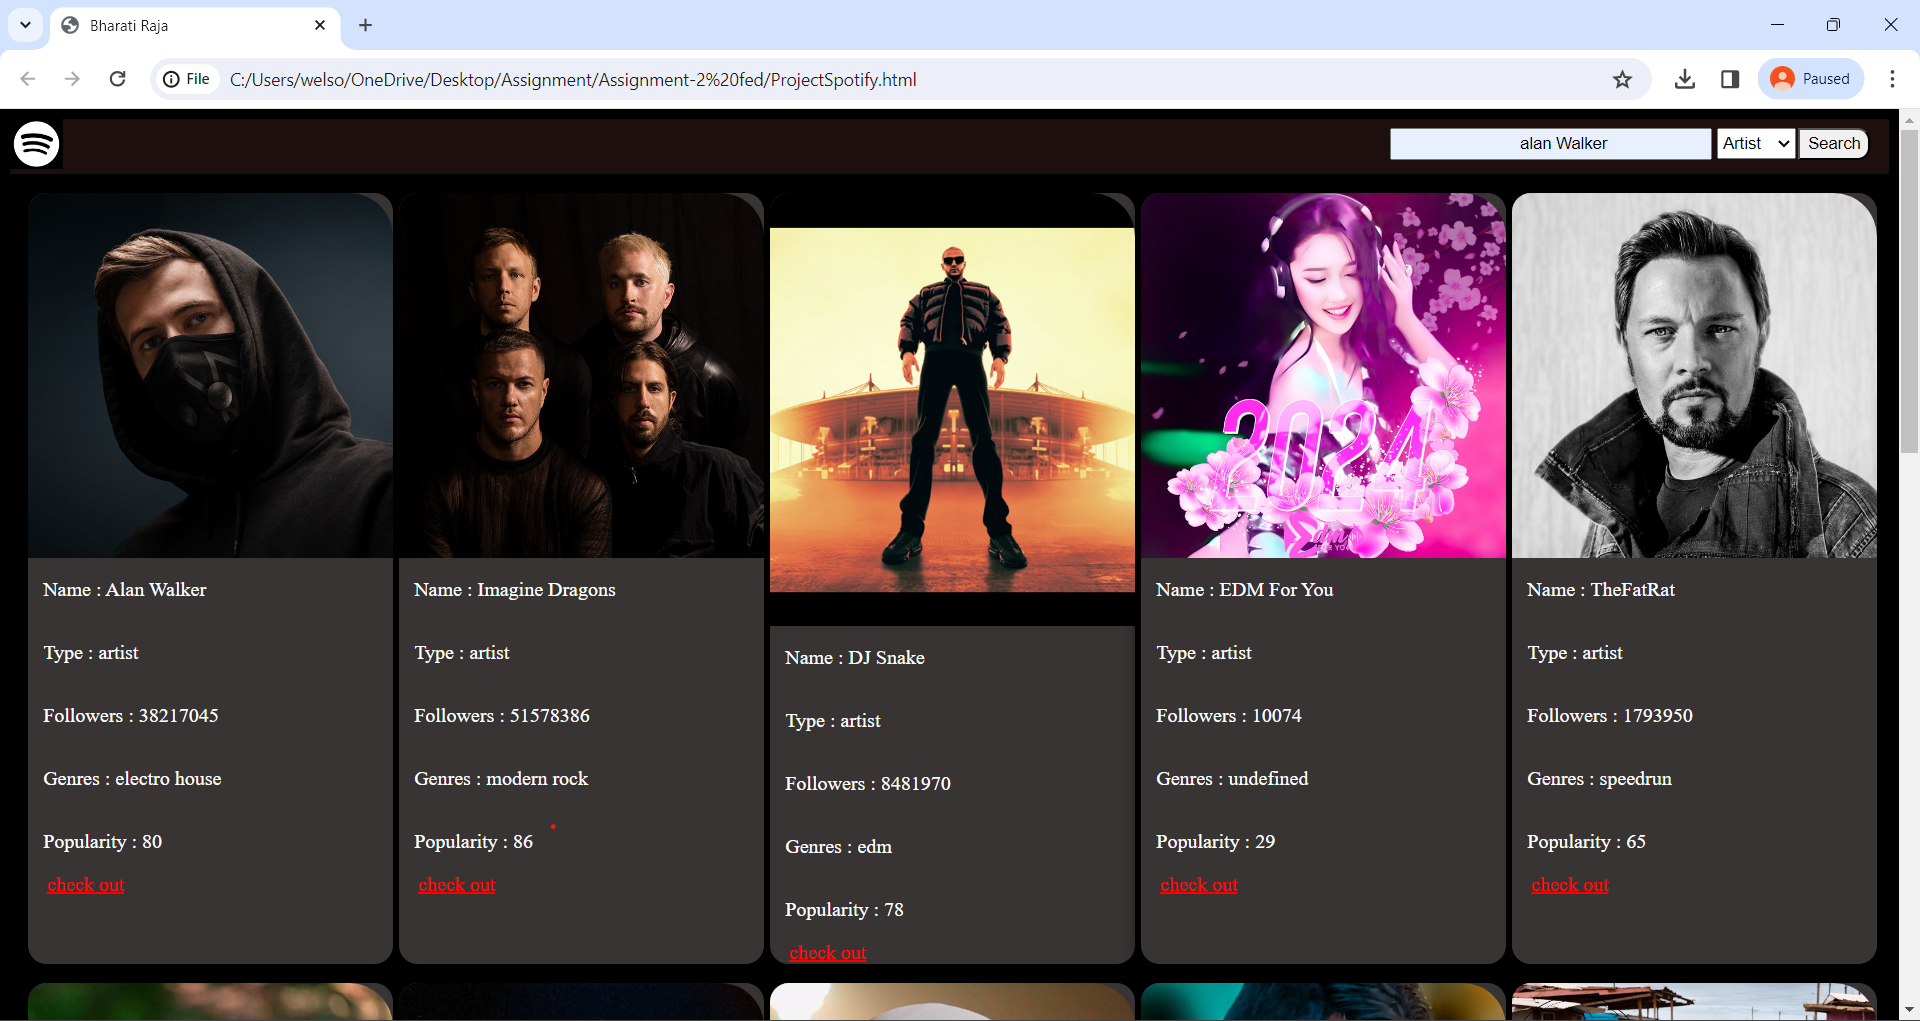 Bharati Raja
File
C:/Users/welso/OneDrive/Desktop/Assignment/Assignment-2%20fed/ProjectSpotify.html
Paused
alan Walker
Artist
Search
2024
Name : Alan Walker
Type : artist
Followers : 38217045
Genres : electro house
Popularity : 80
check out
Name : Imagine Dragons
Type : artist
Followers : 51578386
Genres : modern rock
Popularity : 86
check out
Name : DJ Snake
Type : artist
Followers : 8481970
Genres : edm
Popularity : 78
check out
Name : EDM For You
Type : artist
Followers : 10074
Genres : undefined
Popularity : 29
check out
Name : TheFatRat
Type : artist
Followers : 1793950
Genres : speedrun
Popularity : 65
check out